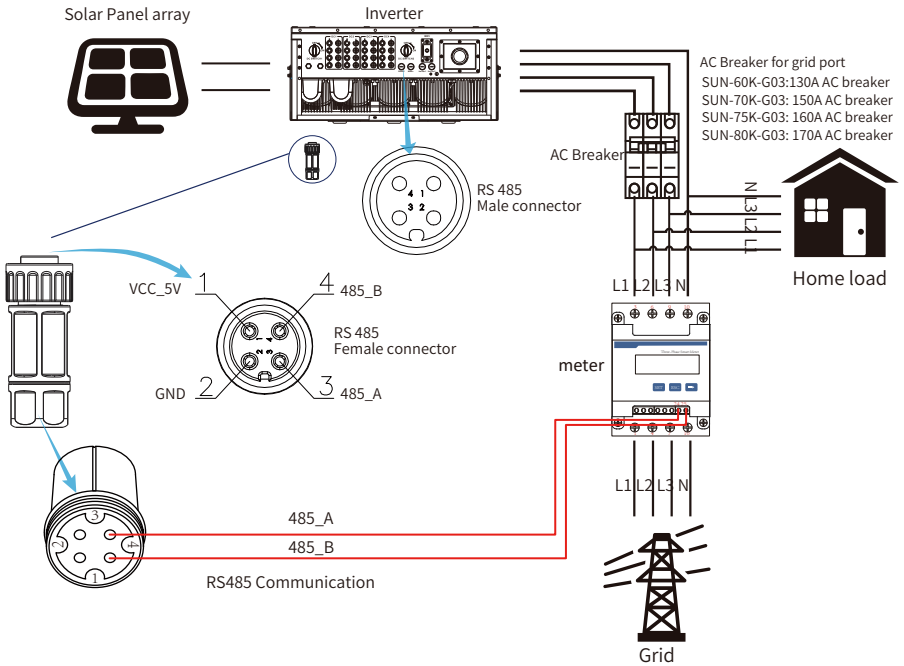 Solar Panel array
Inverter
AC Breaker for grid port
SUN-60K-G03:130A AC breaker
SUN-70K-G03: 150A AC breaker
SUN-75K-G03: 160A AC breaker
SUN-80K-G03: 170A AC breaker
AC Breaker
4 1
3 2
RS 485
Male connector
N
L3
L2
L1
Home load
VCC_5V
1
4
485_B
1 4
2 3
RS 485
Female connector
GND
2
3
485_A
L1 L2 L3 N
meter
L1 L2 L3 N
3
2
4
1
485_A
485_B
RS485 Communication
Grid